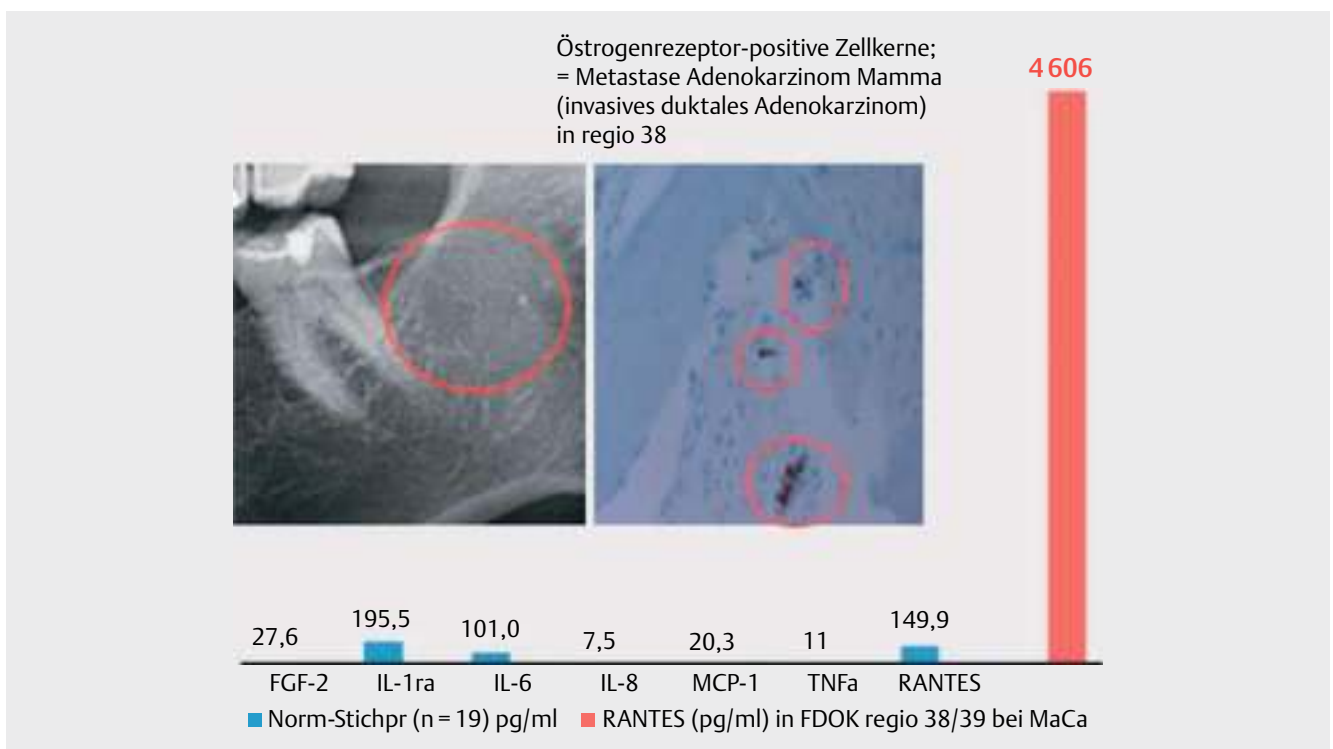 Östrogenrezeptor-positive Zellkerne;
= Metastase Adenokarzinom Mamma
(invasives duktales Adenokarzinom)
in regio 38
4 606
27,6
195,5
101,0
7,5
20,3
11
149,9
FGF-2 IL-1ra IL-6 IL-8 MCP-1 TNFa RANTES
Norm-Stichpr (n = 19) pg/ml RANTES (pg/ml) in FDOK regio 38/39 bei MaCa